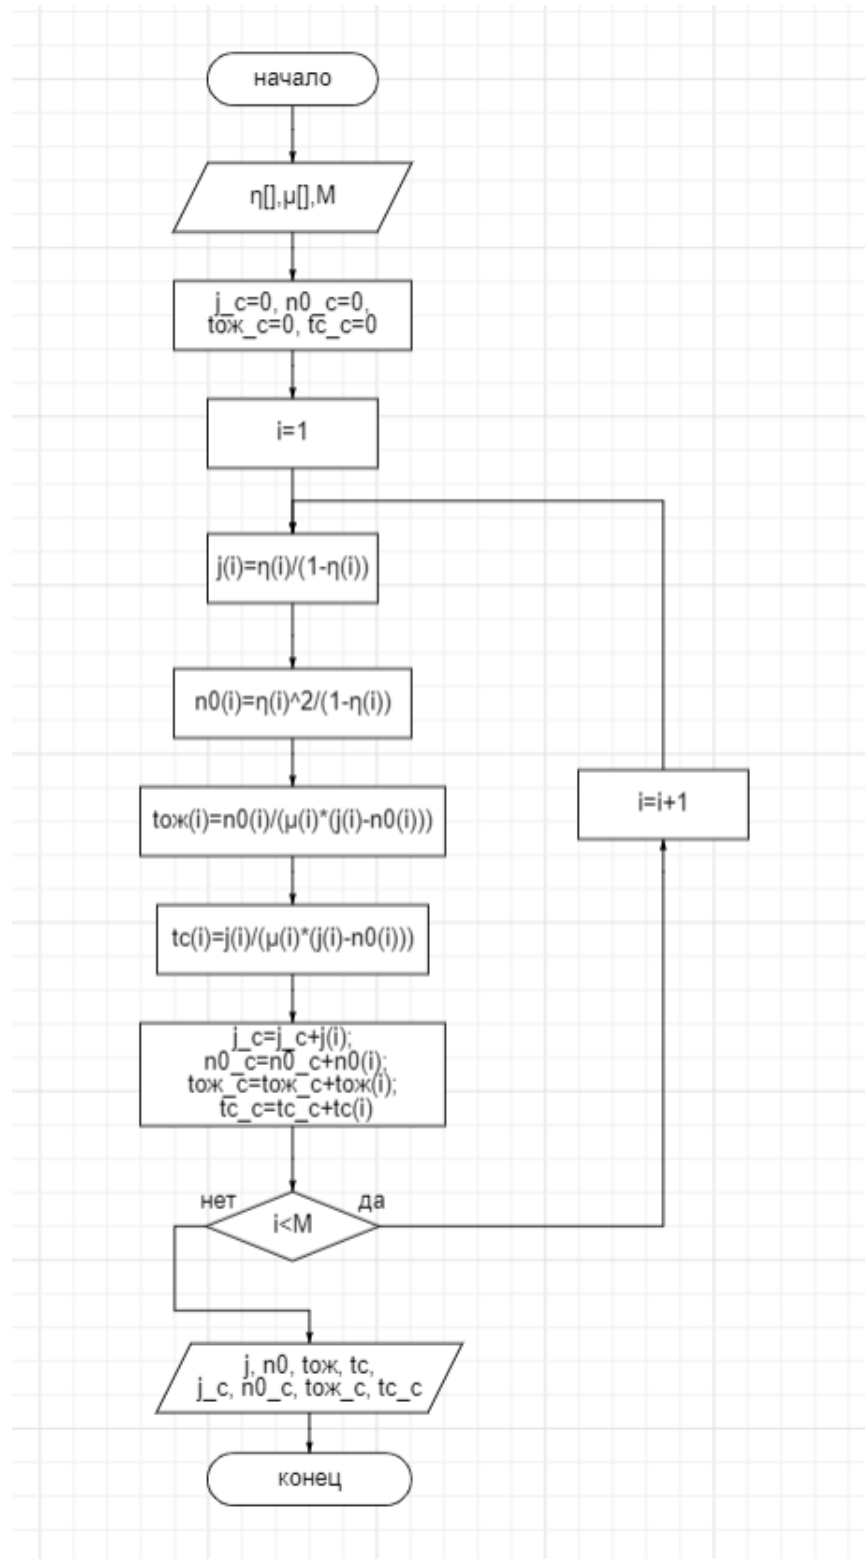 начало
η[],μ[],M
j_c=0, n0_c=0,
tож_c=0, tc_c=0
i=1
j(i)=η(i)/(1-η(i))
n0(i)=η(i)^2/(1-η(i))
i=i+1
tож(i)=n0(i)/(μ(i)*(j(i)-n0(i)))
tc(i)=j(i)/(μ(i)*(j(i)-n0(i)))
j_c=j_c+j(i);
n0_c=n0_c+n0(i);
tож_c=tож_c+tож(i);
tc_c=tc_c+tc(i)
нет
да
i<M
j, n0, tож, tc,
j_c, n0_c, tож_c, tc_c
конец